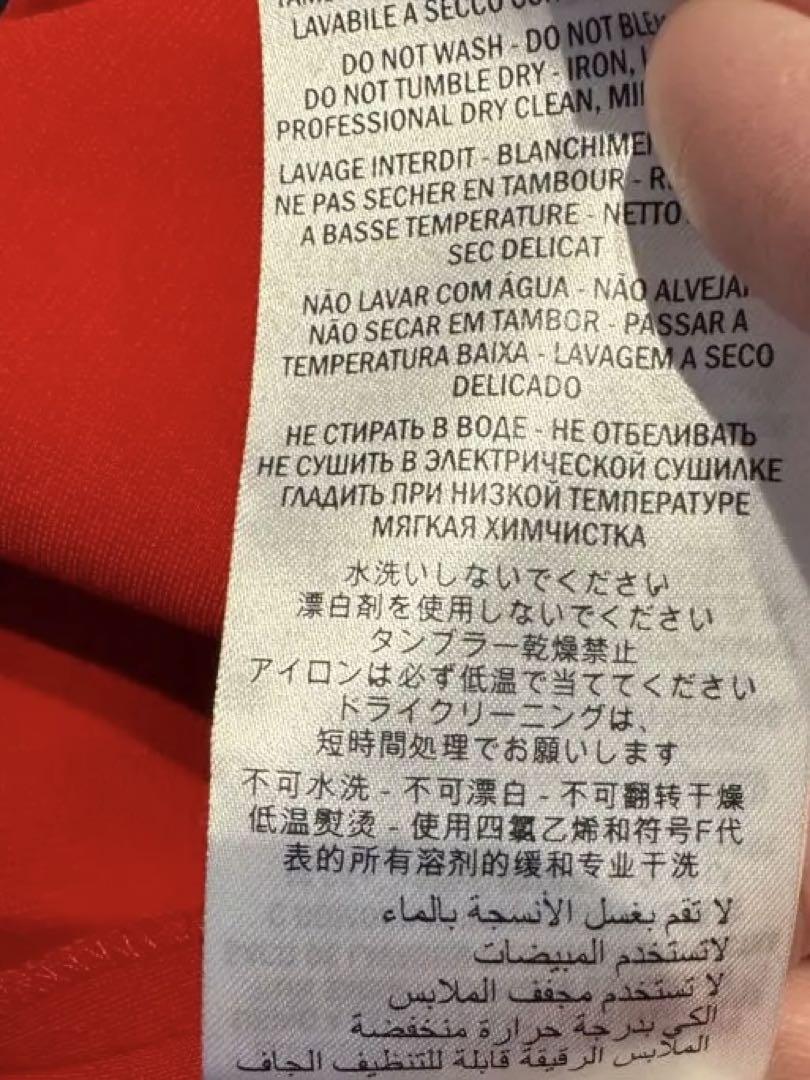 LAVABILE A SECCO
DO NOT WASH - DO NOT
DO NOT TUMBLE DRY - IRON,
PROFESSIONAL DRY CLEAN,
LAVAGE INTERDIT -
NE PAS SECHER EN TAMBOUR -
A BASSE TEMPERATURE -
SEC DELICAT
NÃO LAVAR COM ÁGUA - NÃO
NÃO SECAR EM TAMBOR - PASSAR A
TEMPERATURA BAIXA - LAVAGEM A SECO
DELICADO
НЕ СТИРАТЬ В ВОДЕ - НЕ ОТБЕЛИВАТЬ
НЕ СУШИТЬ В ЭЛЕКТРИЧЕСКОЙ СУШИЛКЕ
ГЛАДИТЬ ПРИ НИЗКОЙ ТЕМПЕРАТУРЕ
МЯГКАЯ ХИМЧИСТКА
水洗いしないでください
漂白剤を使用しないでください
タンブラー乾燥禁止
アイロンは必ず低温で当ててください
ドライクリーニングは、
短時間処理でお願いします
不可水洗 - 不可漂白 - 不可翻转干燥
低温熨烫 - 使用四氯乙烯和符号F代
表的所有溶剂的缓和专业干洗
لا تقم بغسل الأنسجة بالماء
لاتستخدم المبيضات
لا تستخدم مجفف الملابس
الكي بدرجة حرارة منخفضة
الملابس الرقيقة قابلة للتنظيف الجاف